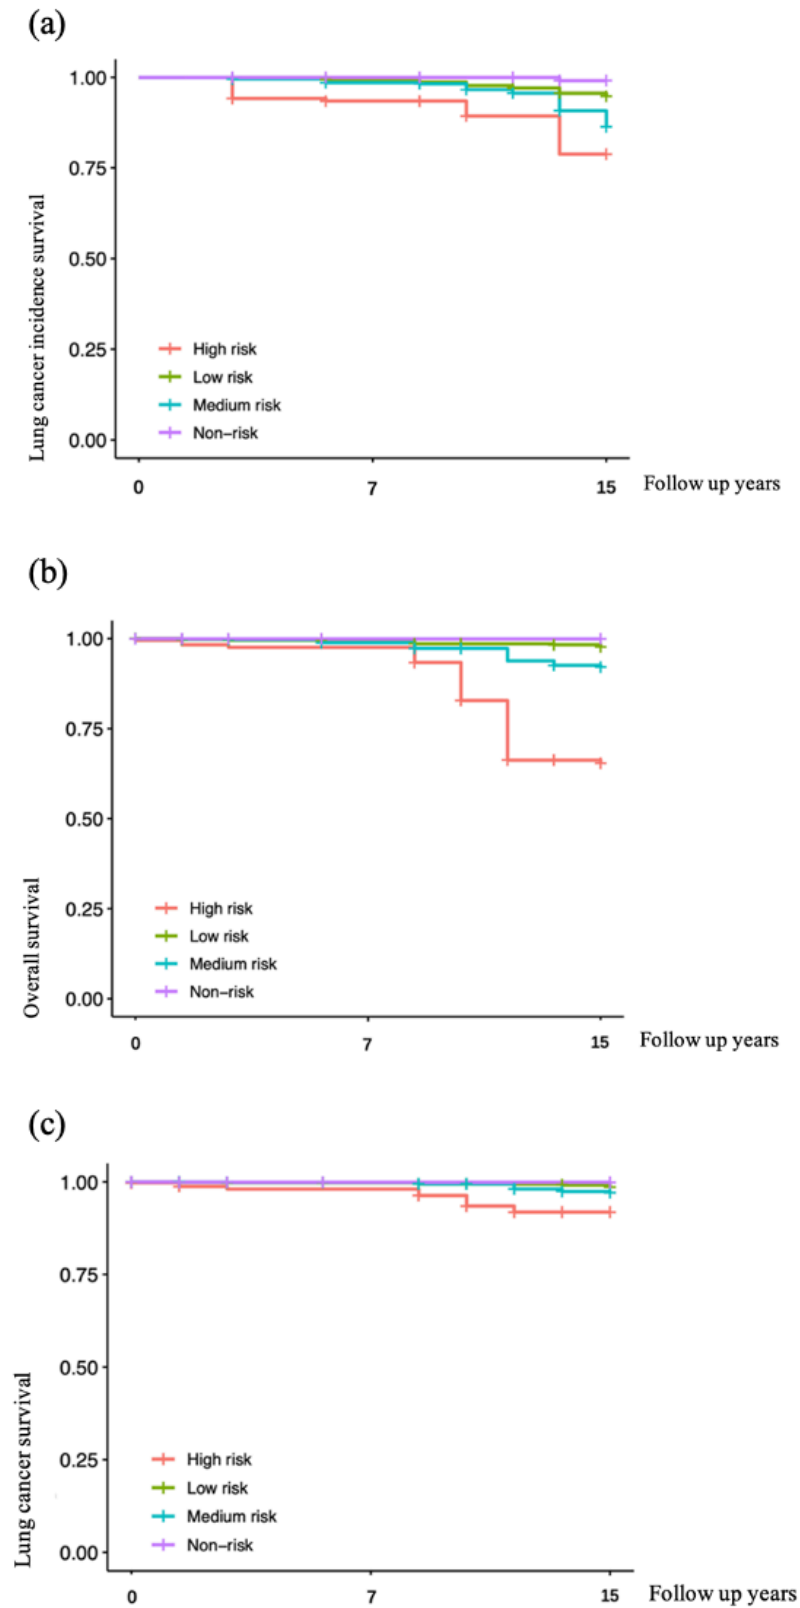 (a)
Lung cancer incidence survival
1.00
0.75
0.50
0.25
0.00
High risk
Low risk
Medium risk
Non–risk
0 7 15 Follow up years
(b)
Overall survival
1.00
0.75
0.50
0.25
0.00
High risk
Low risk
Medium risk
Non–risk
0 7 15 Follow up years
(c)
Lung cancer survival
1.00
0.75
0.50
0.25
0.00
High risk
Low risk
Medium risk
Non–risk
0 7 15 Follow up years